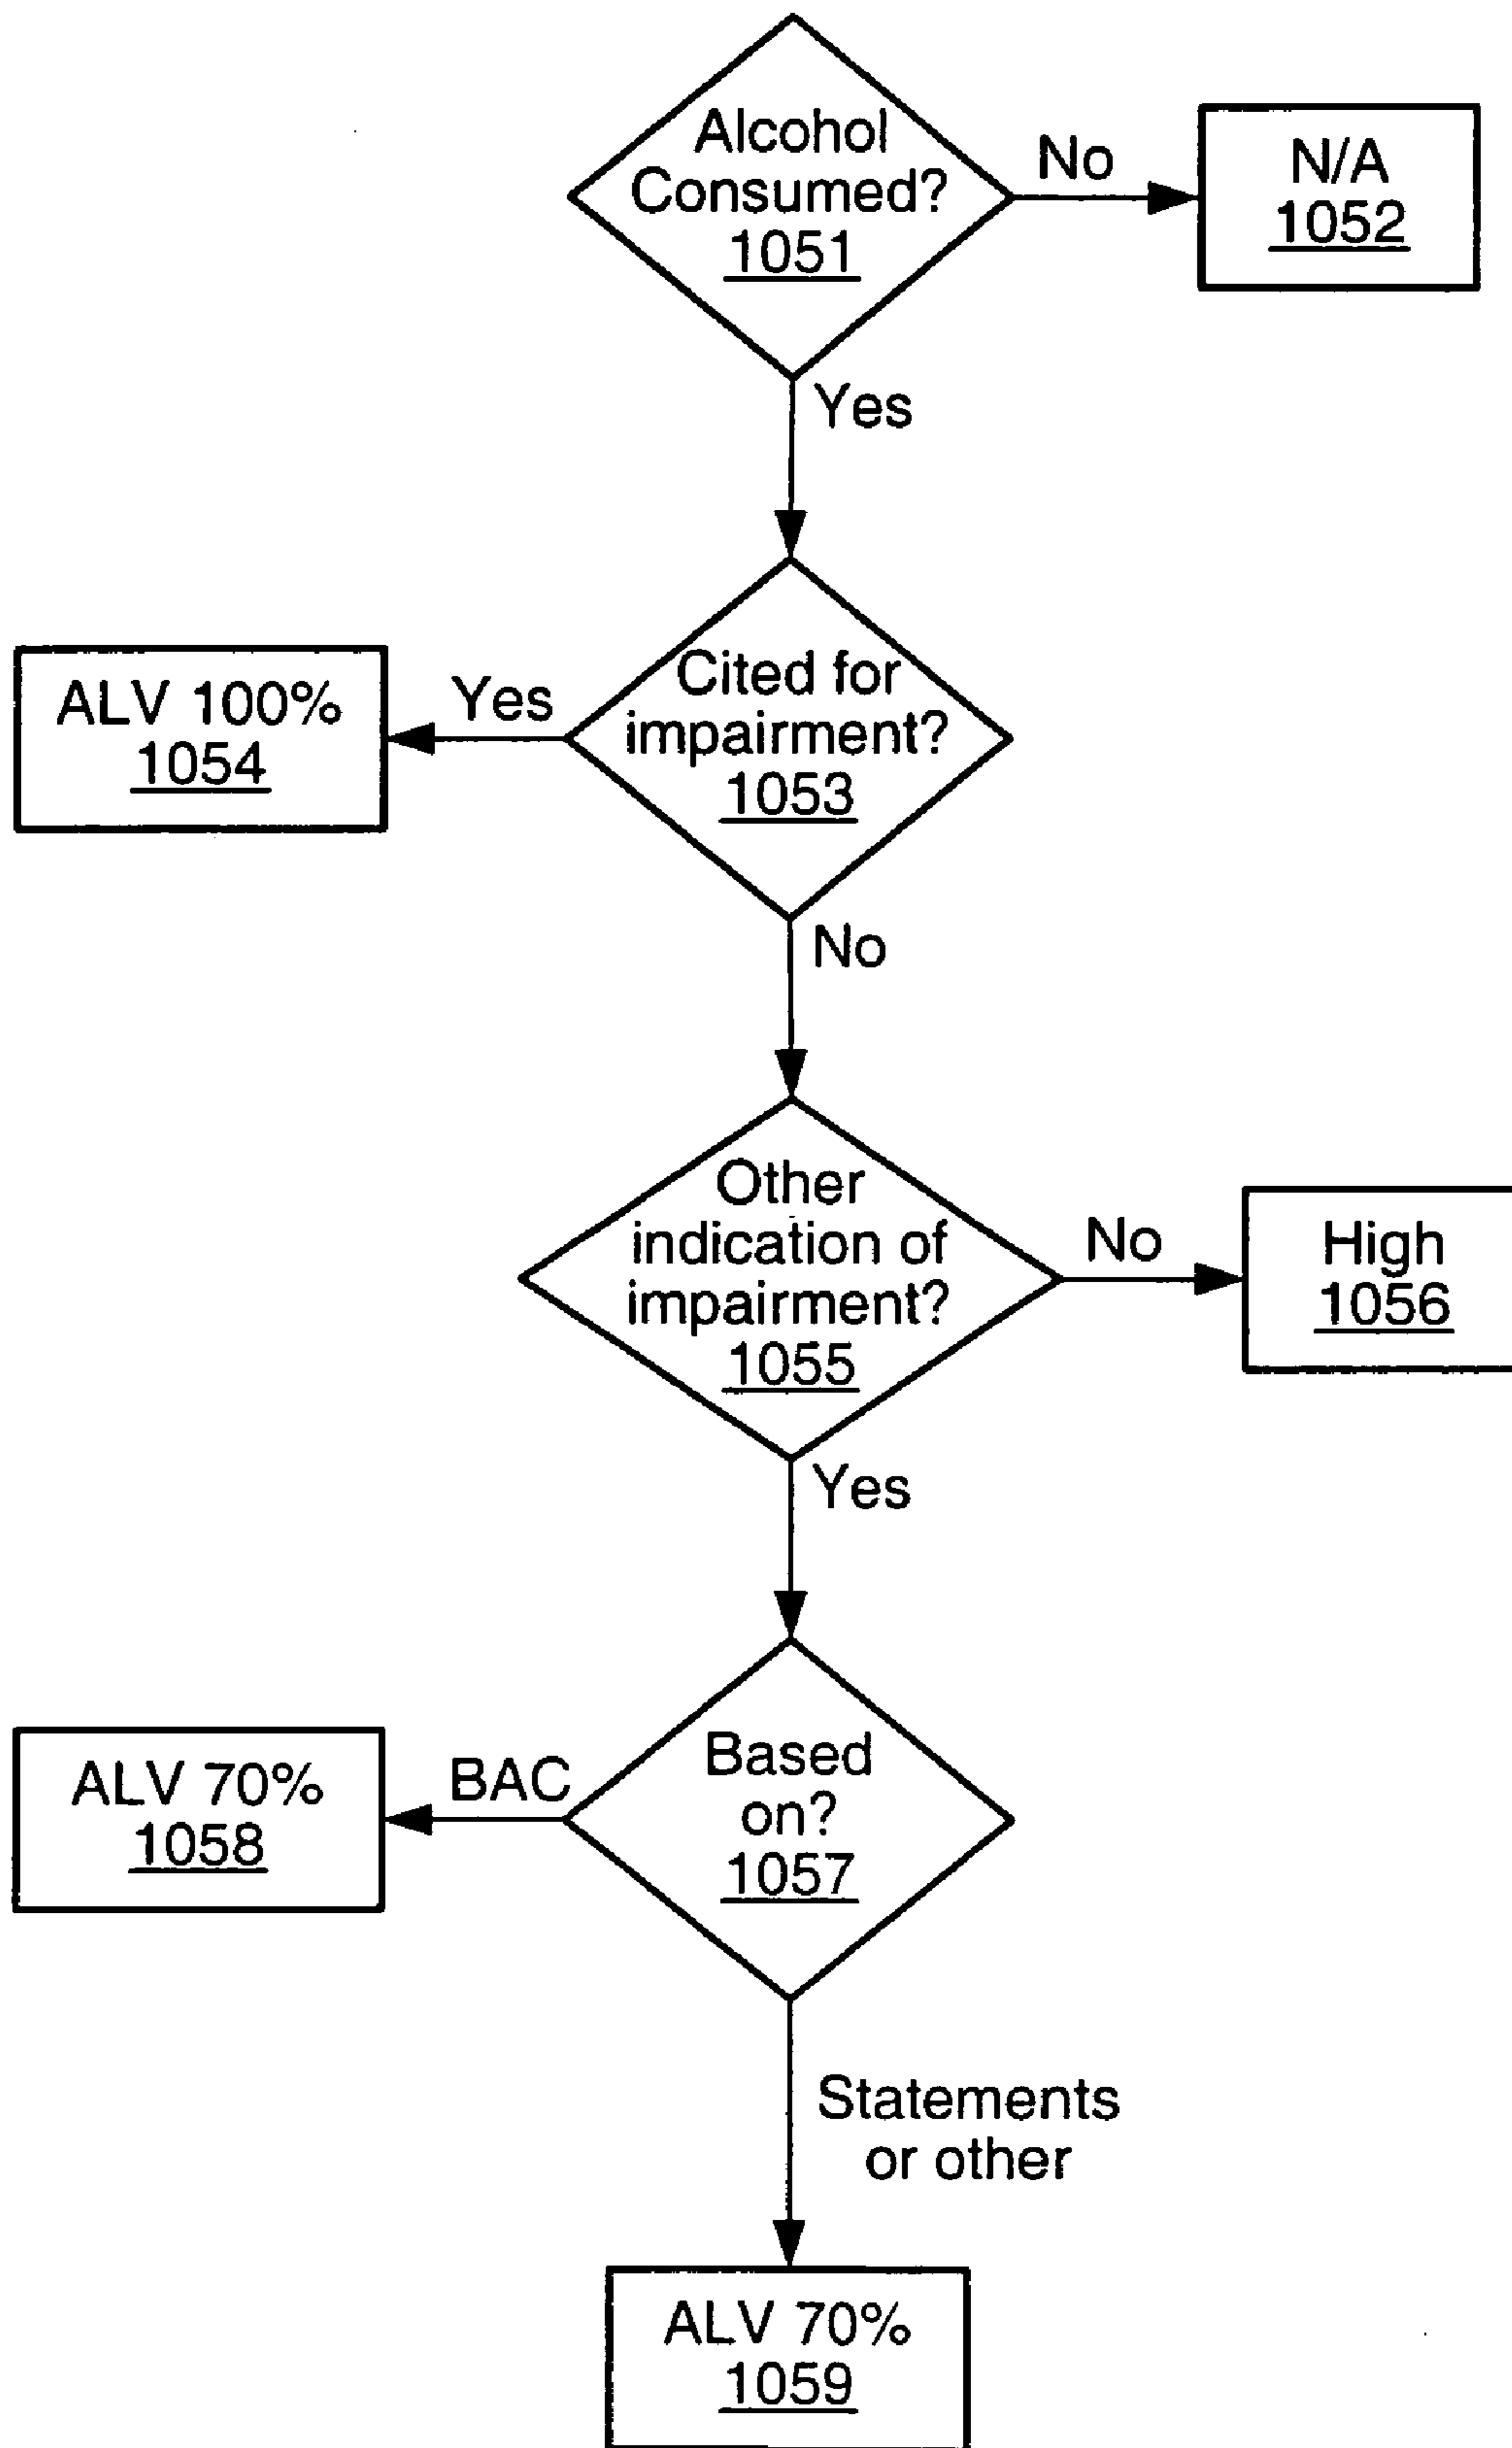 Alcohol
Consumed?
1051
No
N/A
1052
Yes
Cited for
impairment?
1053
Yes
ALV 100%
1054
No
Other
indication of
impairment?
1055
No
High
1056
Yes
Based
on?
1057
BAC
ALV 70%
1058
Statements
or other
ALV 70%
1059